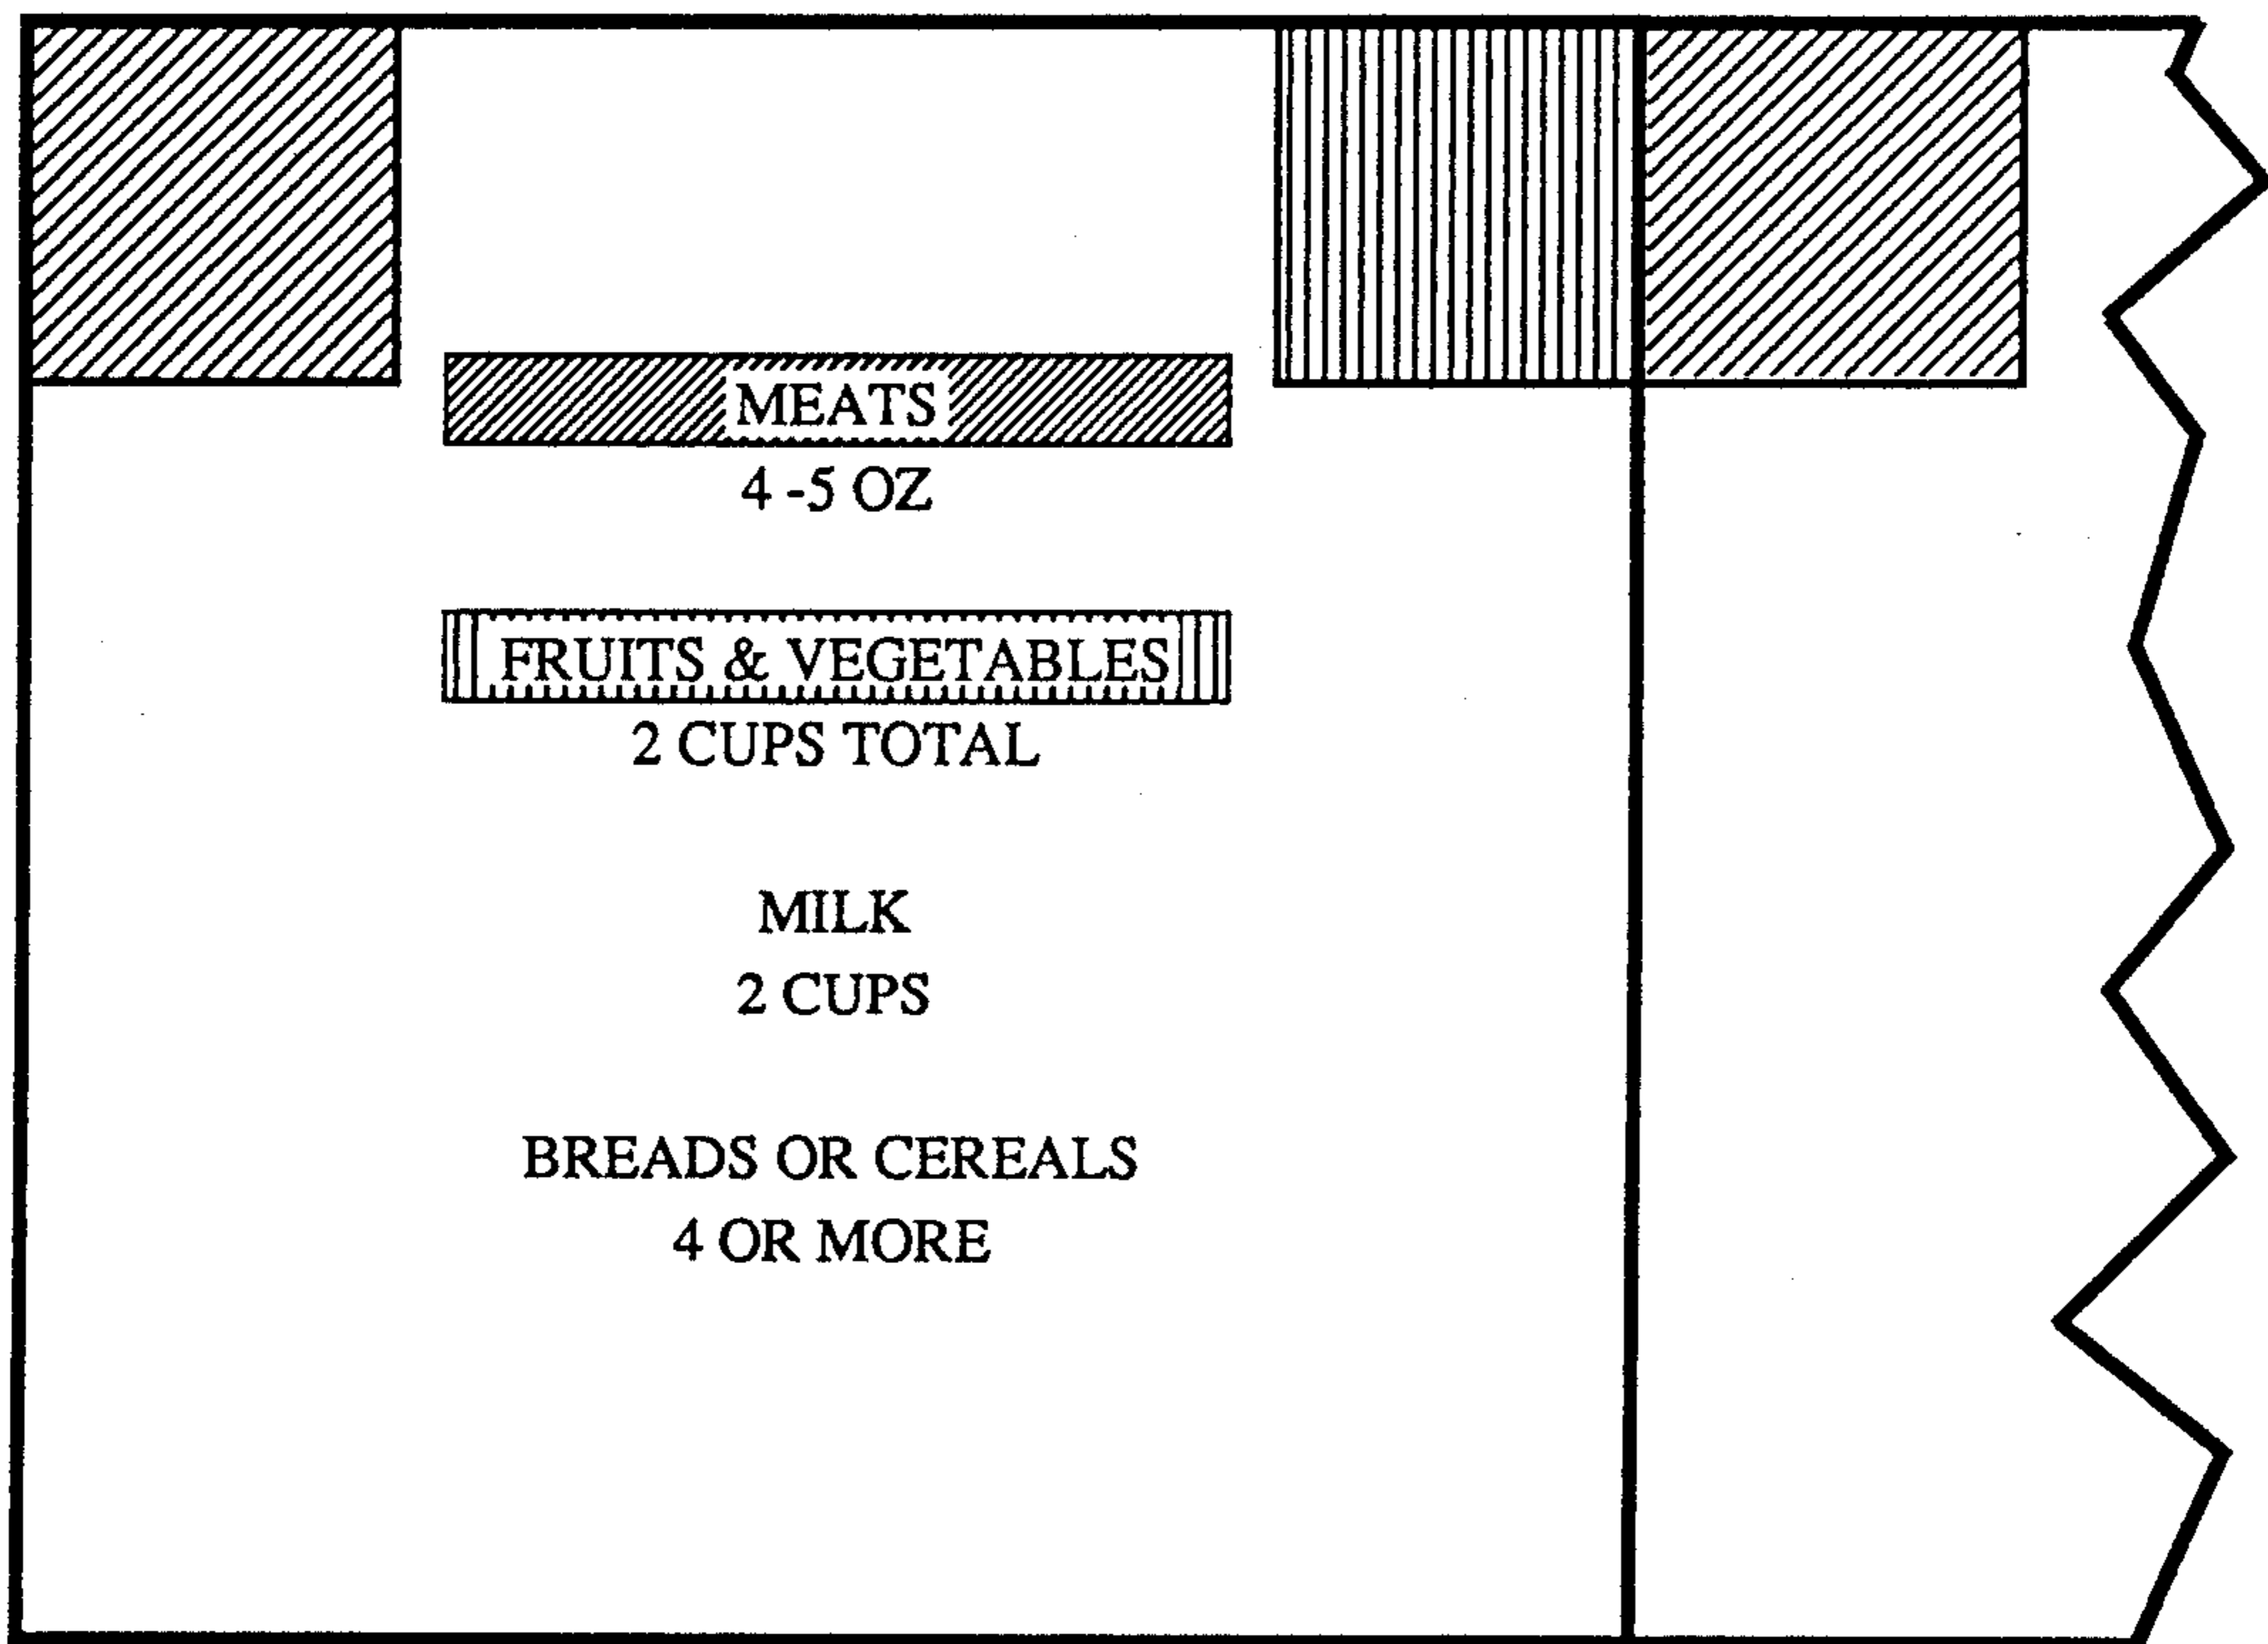 MEATS
4 -5 OZ
FRUITS & VEGETABLES
2 CUPS TOTAL
MILK
2 CUPS
BREADS OR CEREALS
4 OR MORE